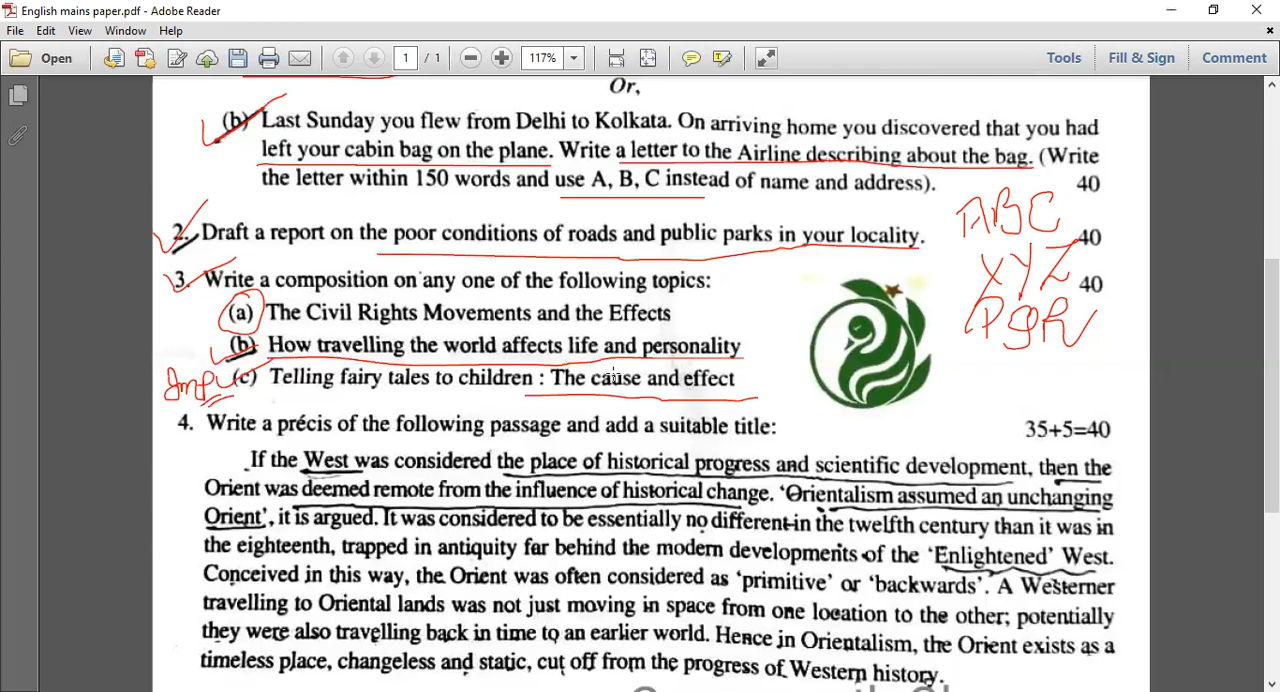 English mains paper.pdf - Adobe Reader
File Edit View Window Help
Open 1 / 1 117% Tools Fill & Sign Comment
Or,
(b) Last Sunday you flew from Delhi to Kolkata. On arriving home you discovered that you had
left your cabin bag on the plane. Write a letter to the Airline describing about the bag. (Write
the letter within 150 words and use A, B, C instead of name and address). 40
ABC
2. Draft a report on the poor conditions of roads and public parks in your locality. 40
XYZ
3. Write a composition on any one of the following topics: 40
PQR
(a) The Civil Rights Movements and the Effects
(b) How travelling the world affects life and personality
Imp (c) Telling fairy tales to children : The cause and effect
4. Write a précis of the following passage and add a suitable title: 35+5=40
If the West was considered the place of historical progress and scientific development, then the
Orient was deemed remote from the influence of historical change. 'Orientalism assumed an unchanging
Orient', it is argued. It was considered to be essentially no different in the twelfth century than it was in
the eighteenth, trapped in antiquity far behind the modern developments of the 'Enlightened' West.
Conceived in this way, the Orient was often considered as 'primitive' or 'backwards'. A Westerner
travelling to Oriental lands was not just moving in space from one location to the other; potentially
they were also travelling back in time to an earlier world. Hence in Orientalism, the Orient exists as a
timeless place, changeless and static, cut off from the progress of Western history.